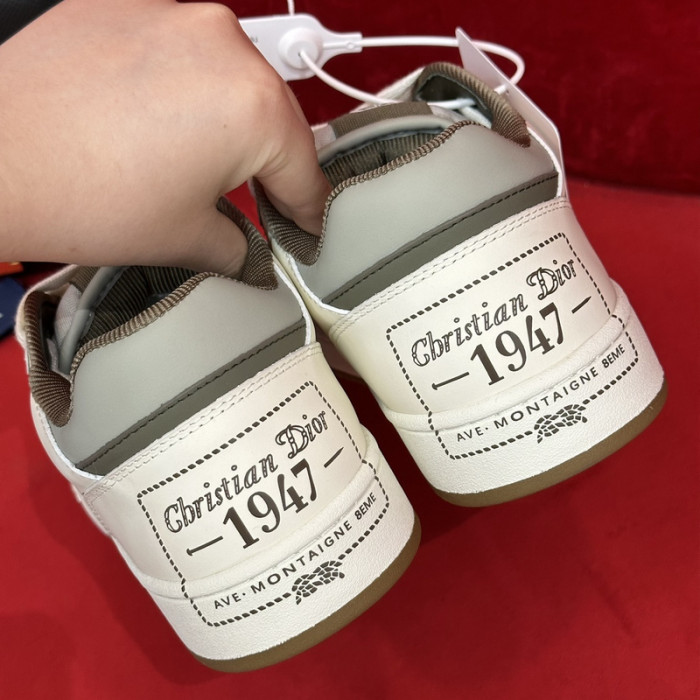 Christian Dior
1947
AVE. MONTAIGNE 8EME
Christian Dior
1947
AVE. MONTAIGNE 8EME